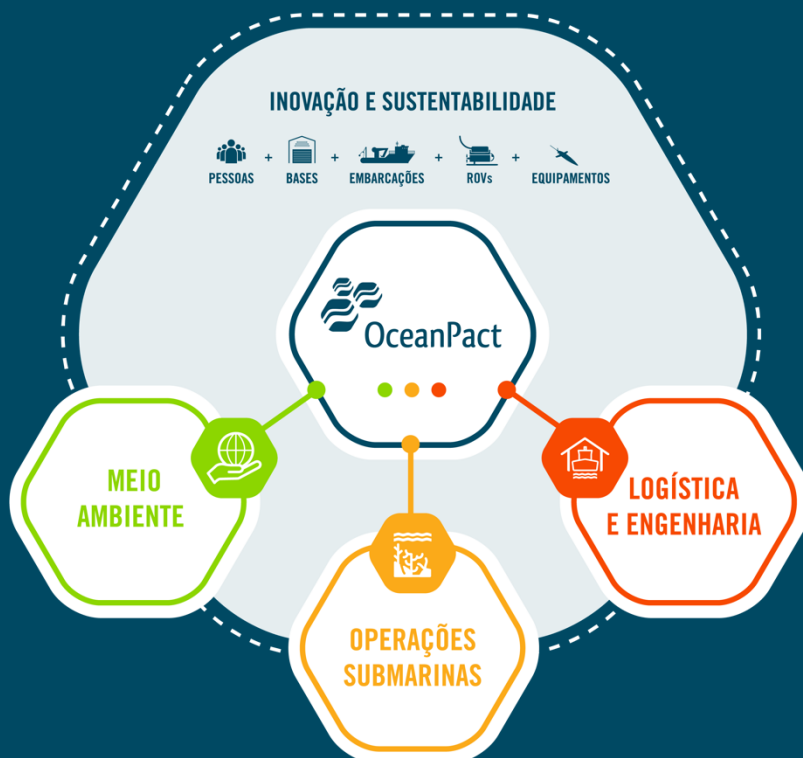 INOVAÇÃO E SUSTENTABILIDADE
PESSOAS + BASES + EMBARCAÇÕES + ROVs + EQUIPAMENTOS
OceanPact
MEIO
AMBIENTE
OPERAÇÕES
SUBMARINAS
LOGÍSTICA
E ENGENHARIA